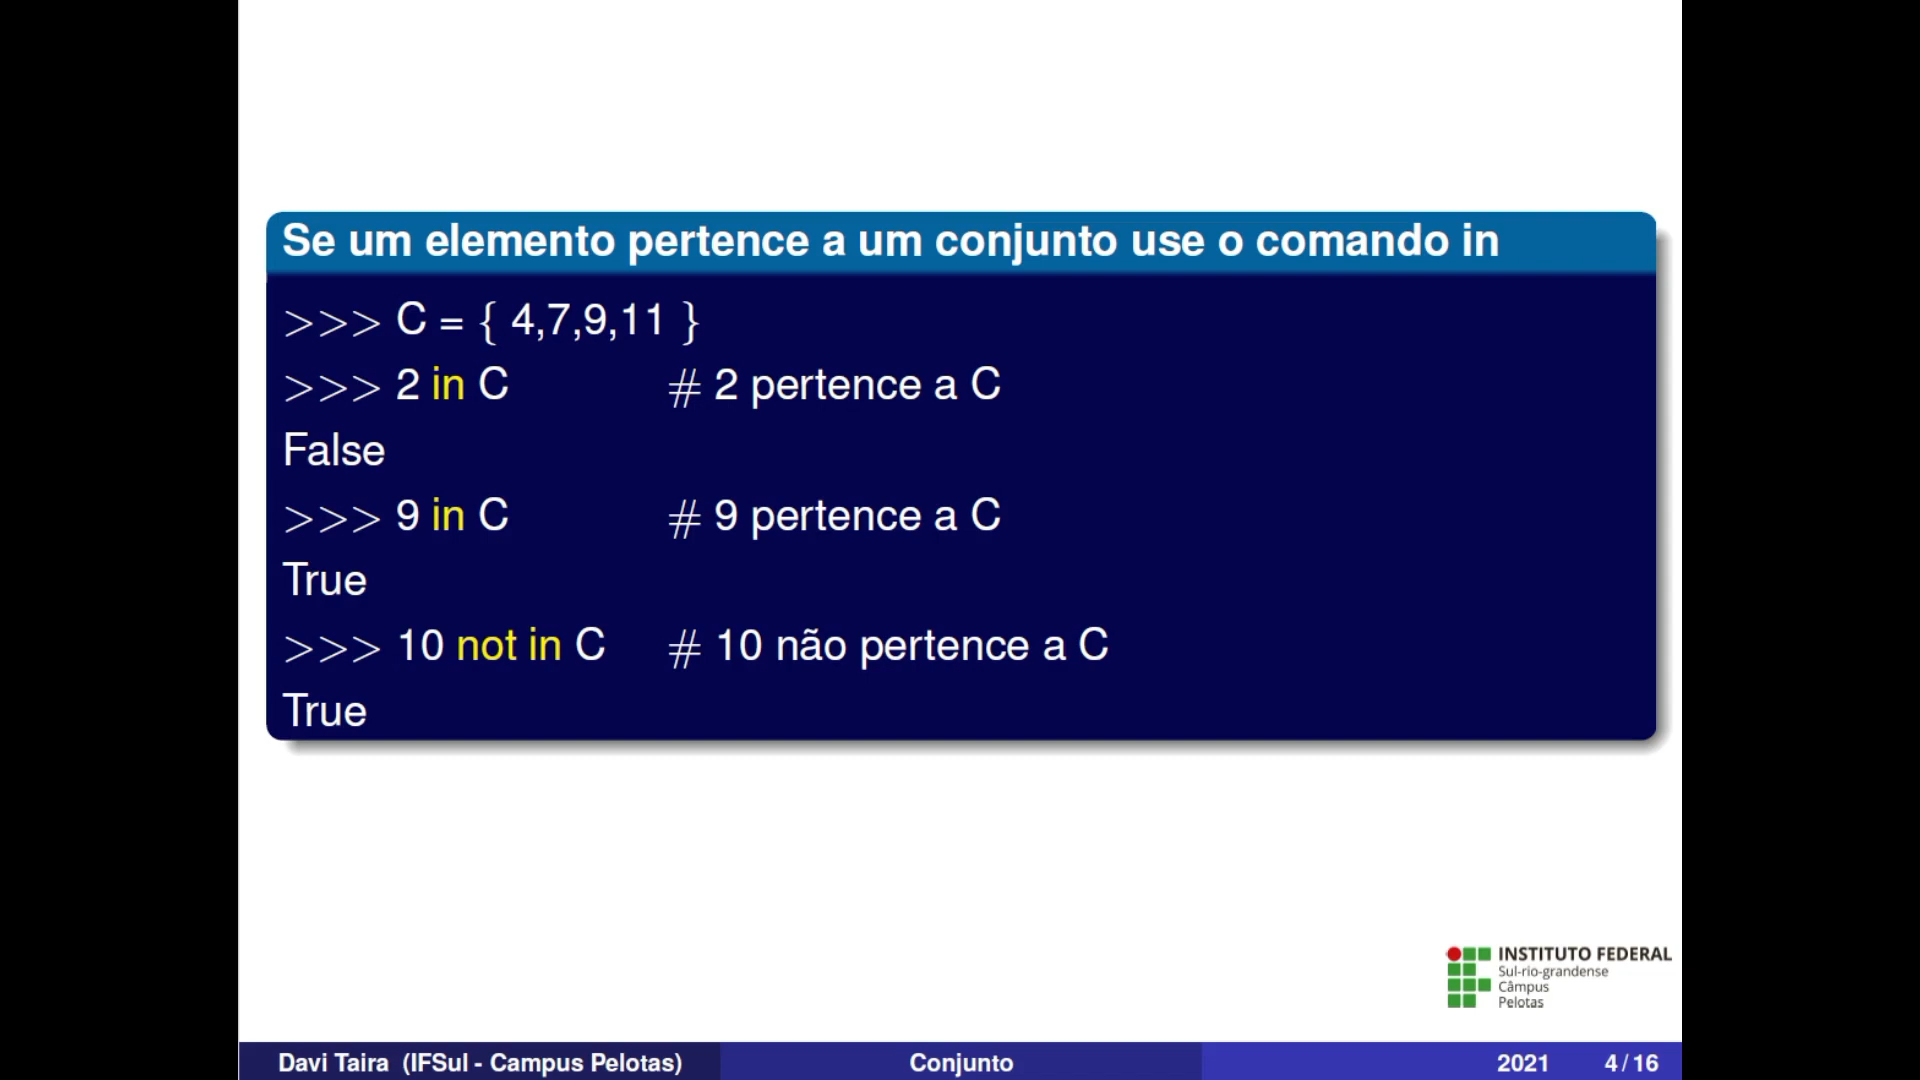 Se um elemento pertence a um conjunto use o comando in
>>> C = { 4,7,9,11 }
>>> 2 in C # 2 pertence a C
False
>>> 9 in C # 9 pertence a C
True
>>> 10 not in C # 10 não pertence a C
True
INSTITUTO FEDERAL
Sul-rio-grandense
Câmpus
Pelotas
Davi Taira (IFSul - Campus Pelotas) Conjunto 2021 4 / 16